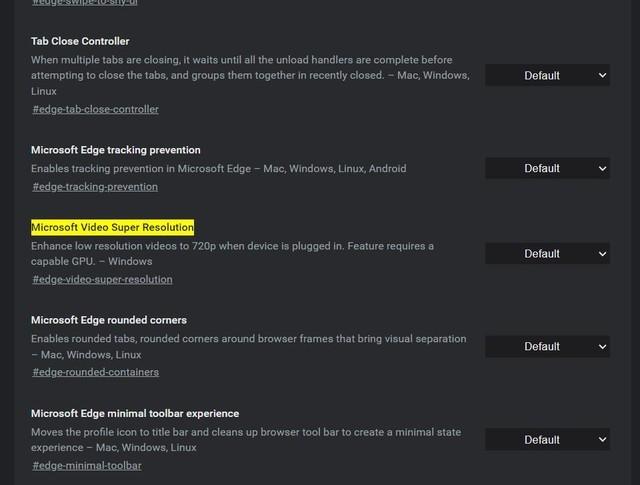 #edge-swipe-to-shy-ui
Tab Close Controller
When multiple tabs are closing, it waits until all the unload handlers are complete before
attempting to close the tabs, and groups them together in recently closed. – Mac, Windows,
Linux
Default
#edge-tab-close-controller
Microsoft Edge tracking prevention
Enables tracking prevention in Microsoft Edge – Mac, Windows, Linux, Android
Default
#edge-tracking-prevention
Microsoft Video Super Resolution
Enhance low resolution videos to 720p when device is plugged in. Feature requires a
capable GPU. – Windows
Default
#edge-video-super-resolution
Microsoft Edge rounded corners
Enables rounded tabs, rounded corners around browser frames that bring visual separation
– Mac, Windows, Linux
Default
#edge-rounded-containers
Microsoft Edge minimal toolbar experience
Moves the profile icon to title bar and cleans up browser tool bar to create a minimal state
experience – Mac, Windows, Linux
Default
#edge-minimal-toolbar